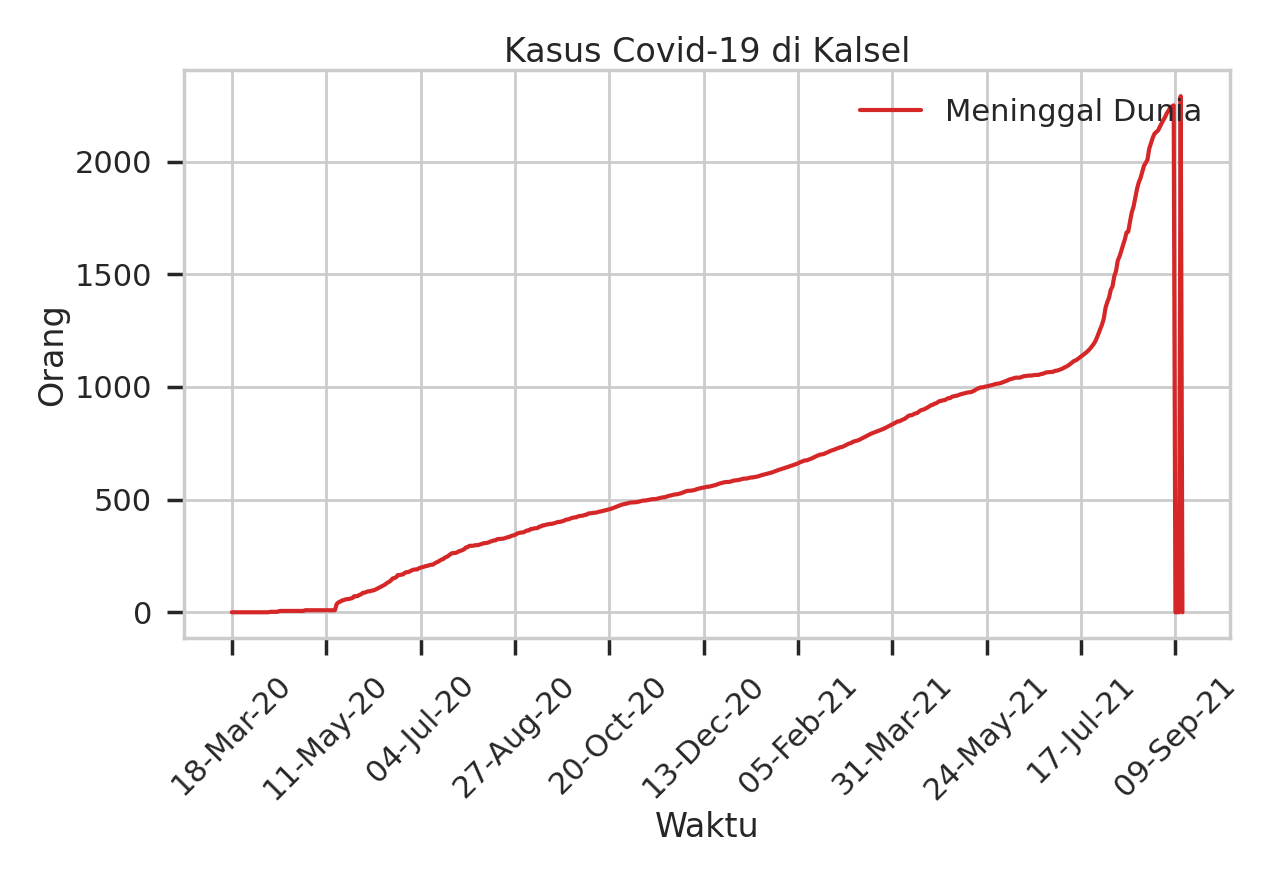 Kasus Covid-19 di Kalsel
Meninggal Dunia
Orang
2000
1500
1000
500
0
18-Mar-20
11-May-20
04-Jul-20
27-Aug-20
20-Oct-20
13-Dec-20
05-Feb-21
31-Mar-21
24-May-21
17-Jul-21
09-Sep-21
Waktu